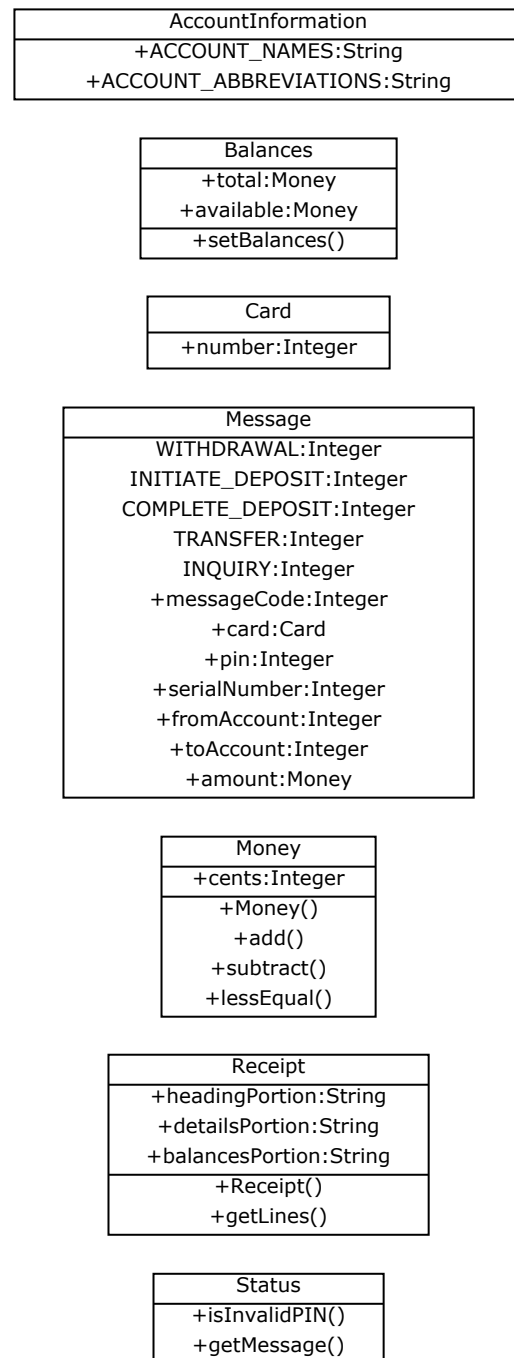 AccountInformation
+ACCOUNT_NAMES:String
+ACCOUNT_ABBREVIATIONS:String
Balances
+total:Money
+available:Money
+setBalances()
Card
+number:Integer
Message
WITHDRAWAL:Integer
INITIATE_DEPOSIT:Integer
COMPLETE_DEPOSIT:Integer
TRANSFER:Integer
INQUIRY:Integer
+messageCode:Integer
+card:Card
+pin:Integer
+serialNumber:Integer
+fromAccount:Integer
+toAccount:Integer
+amount:Money
Money
+cents:Integer
+Money()
+add()
+subtract()
+lessEqual()
Receipt
+headingPortion:String
+detailsPortion:String
+balancesPortion:String
+Receipt()
+getLines()
Status
+isInvalidPIN()
+getMessage()